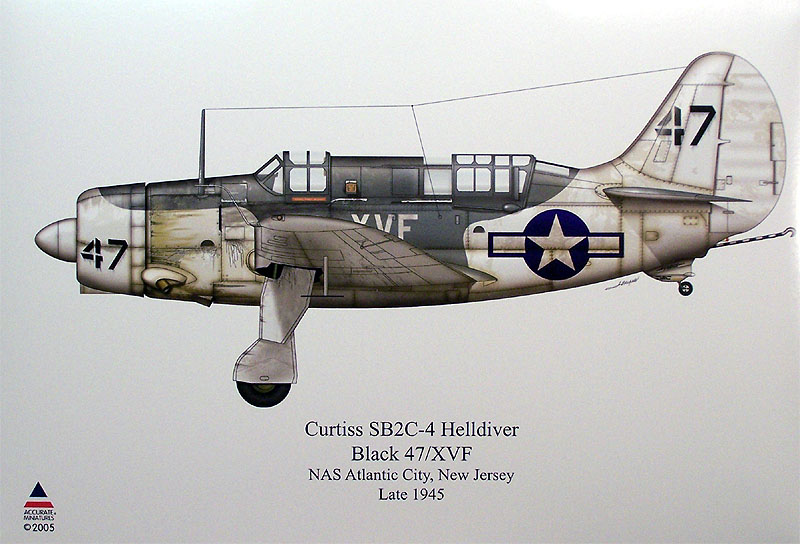 47
47
XVF
Curtiss SB2C-4 Helldiver
Black 47/XVF
NAS Atlantic City, New Jersey
Late 1945
ACCURATE
MINIATURES
© 2005